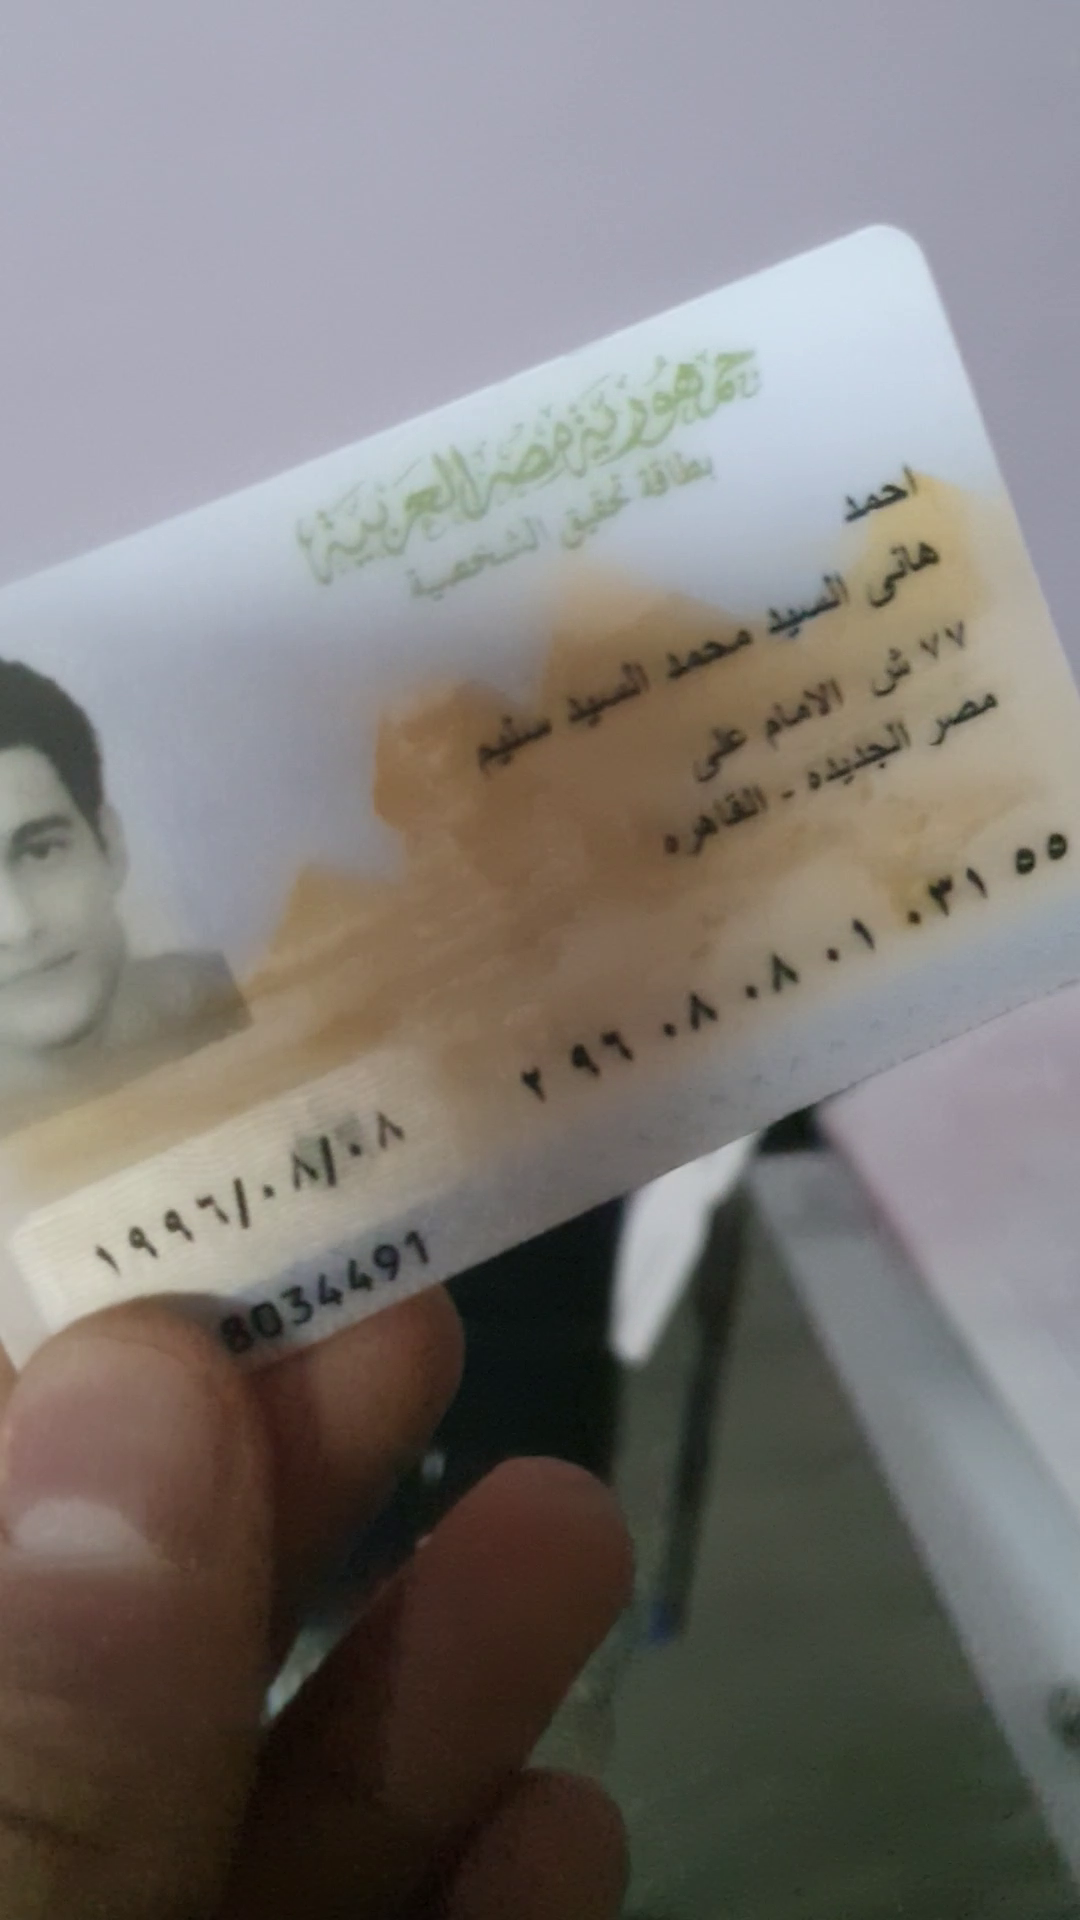 جمهورية مصر العربية
بطاقة تحقيق الشخصية
احمد
هانى السيد محمد السيد سليم
٧٧ ش الامام على
مصر الجديده - القاهره
٢ ٩٦ ٠٨ ٠٨ ٠١ ٠٣١ ٥٥
١٩٩٦/٠٨/٠٨
8034491